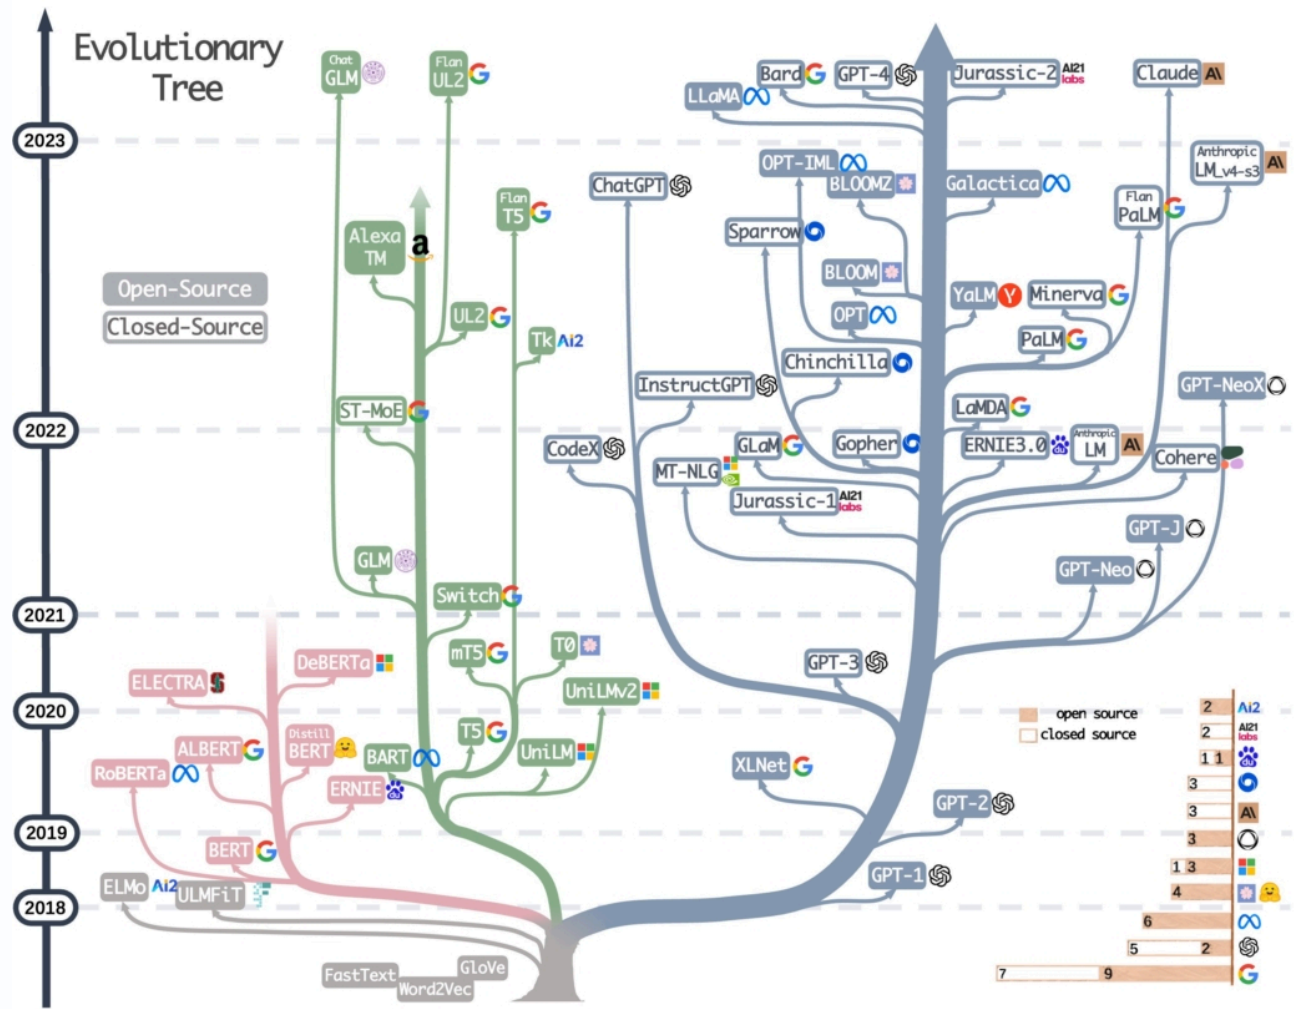 Evolutionary
Tree
2023
2022
2021
2020
2019
2018
Open-Source
Closed-Source
Chat
GLM
Flan
UL2
Bard
GPT-4
Jurassic-2
AI21
labs
Claude
A\
LLaMA
Anthropic
LM_v4-s3
A\
OPT-IML
BLOOMZ
Galactica
ChatGPT
Flan
T5
Flan
PaLM
Alexa
TM
a
Sparrow
BLOOM
YaLM
Y
Minerva
UL2
OPT
Tk
Ai2
PaLM
Chinchilla
InstructGPT
GPT-NeoX
ST-MoE
LaMDA
CodeX
GLaM
Gopher
ERNIE3.0
du
Anthropic
LM
A\
Cohere
MT-NLG
Jurassic-1
AI21
labs
GPT-J
GLM
GPT-Neo
Switch
mT5
T0
DeBERTa
GPT-3
ELECTRA
S
UniLMv2
T5
ALBERT
Distill
BERT
BART
UniLM
RoBERTa
ERNIE
du
XLNet
GPT-2
BERT
GPT-1
ELMo
Ai2
ULMFiT
FastText
GloVe
Word2Vec
open source
closed source
2
Ai2
2
AI21
labs
1 1
du
3
3
A\
3
1 3
4
6
5 2
7 9